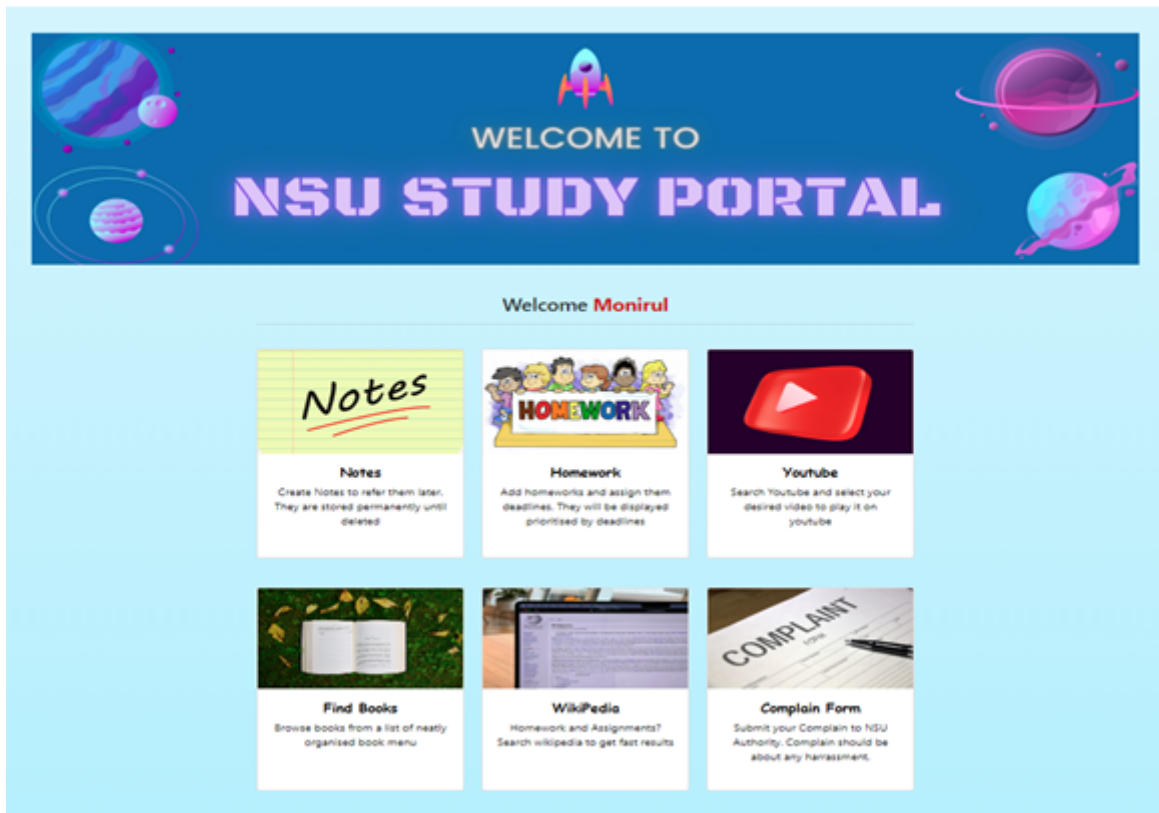 WELCOME TO
NSU STUDY PORTAL
Welcome Monirul
Notes
HOMEWORK
Notes
Create Notes to refer them later.
They are stored permanently until
deleted
Homework
Add homeworks and assign them
deadlines. They will be displayed
prioritised by deadlines
Youtube
Search Youtube and select your
desired video to play it on
youtube
COMPLAINT
FORM
Find Books
Browse books from a list of neatly
organised book menu
WikiPedia
Homework and Assignments?
Search wikipedia to get fast results
Complain Form
Submit your Complain to NSU
Authority. Complain should be
about any harrassment.